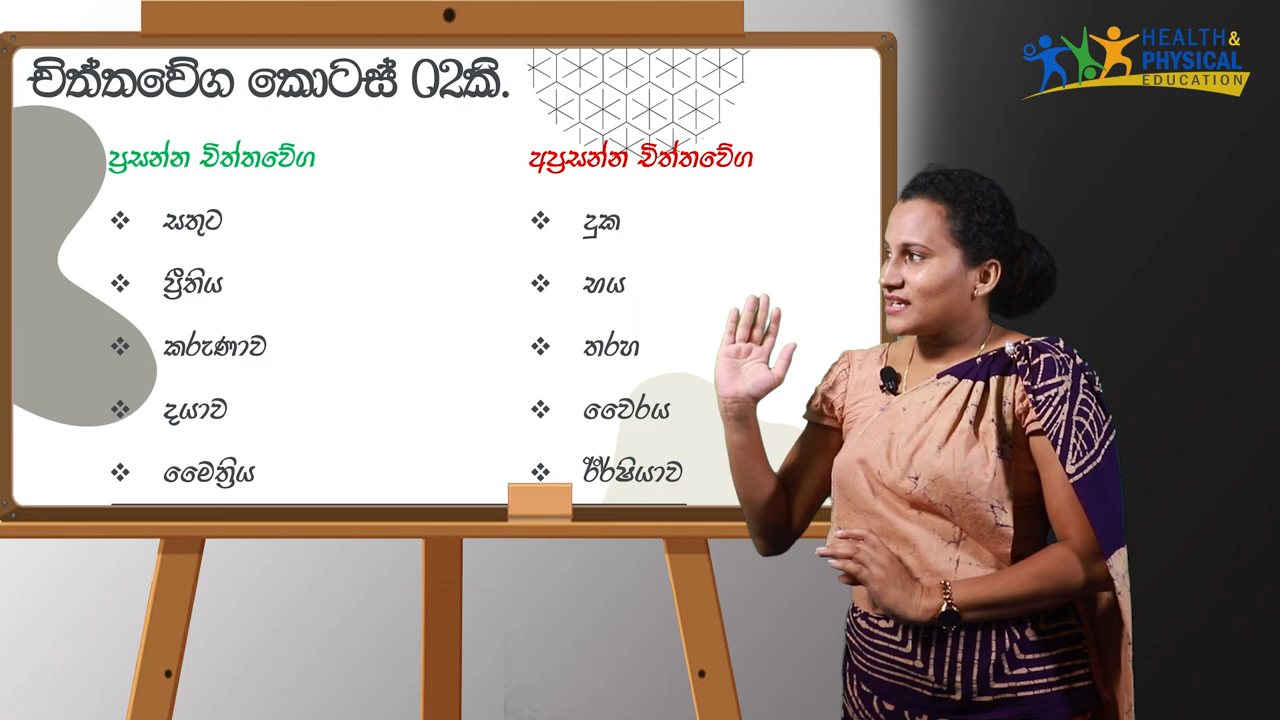 චිත්තවේග කොටස් 02කි.
ප්‍රසන්න චිත්තවේග
සතුට
ප්‍රීතිය
කරුණාව
දයාව
මෛත්‍රිය
අප්‍රසන්න චිත්තවේග
දුක
භය
තරහ
වෛරය
ඊර්ෂියාව
HEALTH &
PHYSICAL
EDUCATION